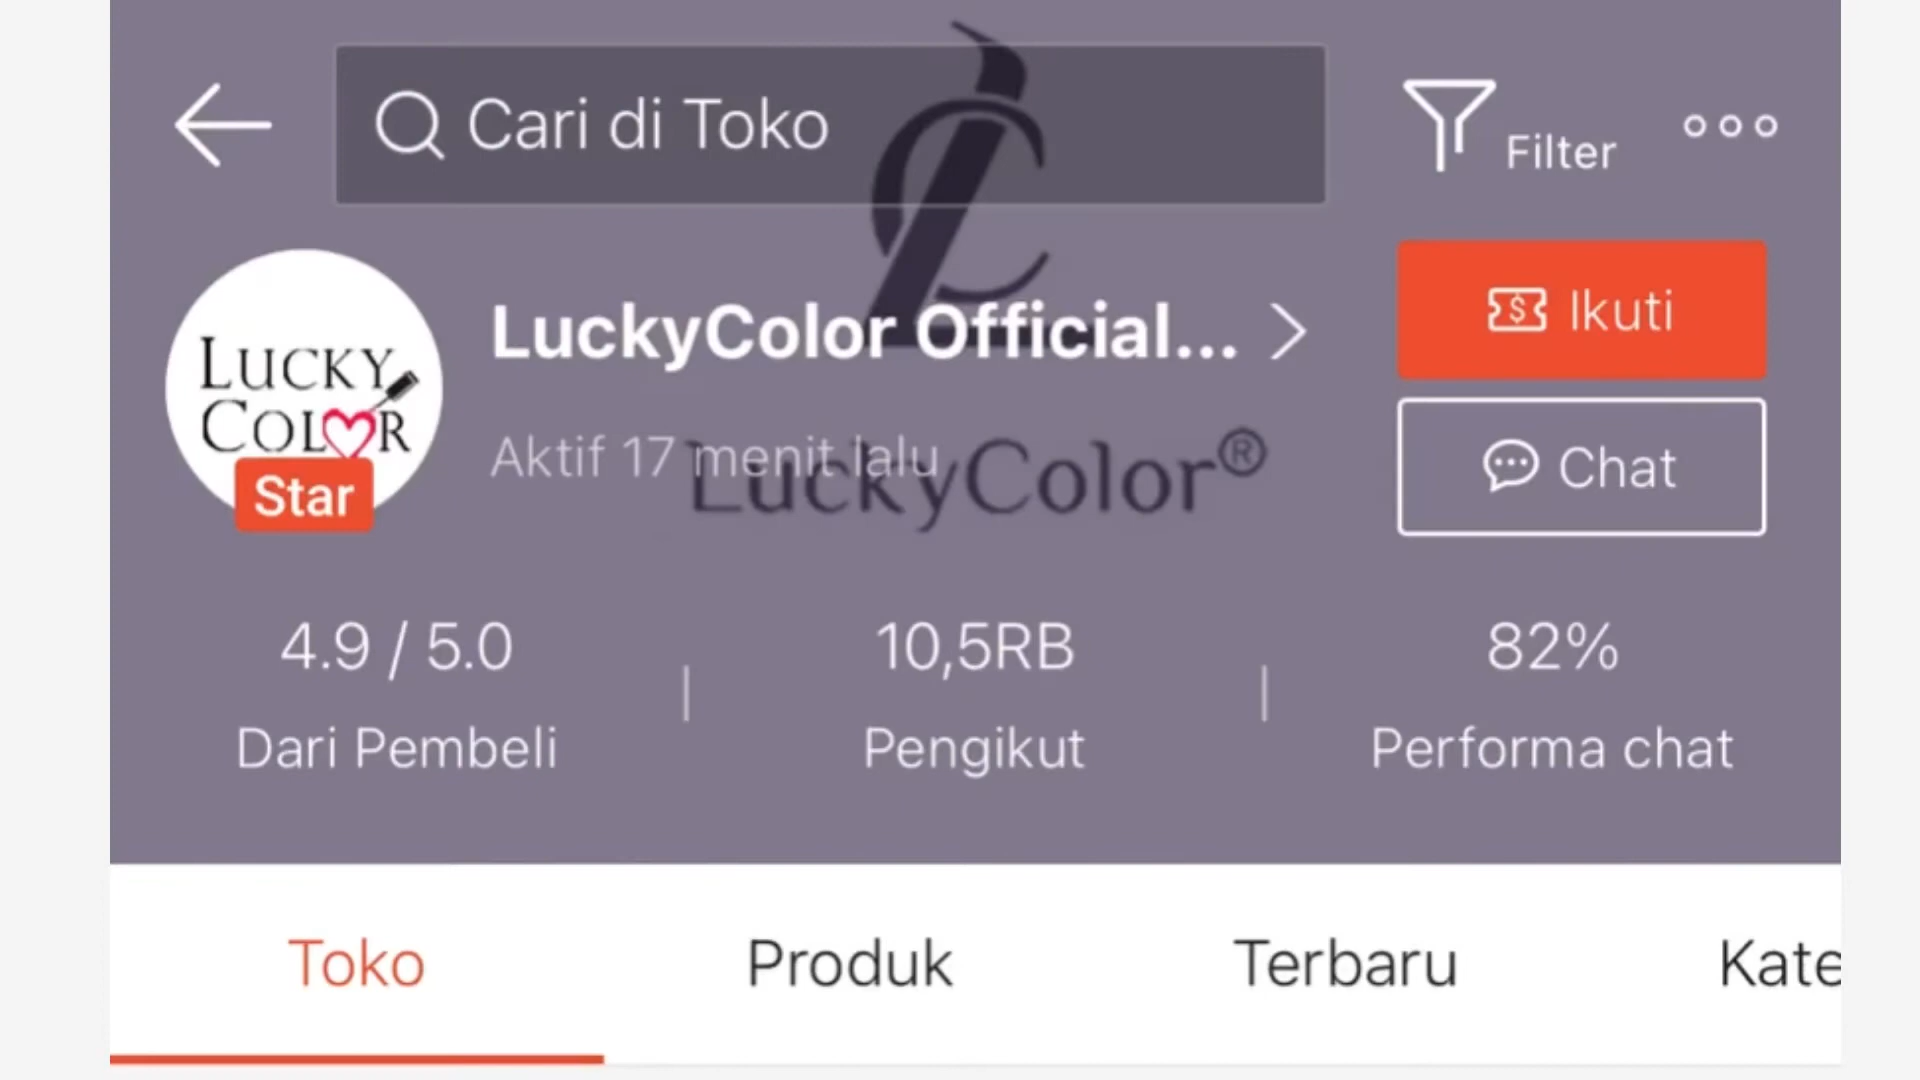 Cari di Toko
Filter
LuckyColor Official...
Ikuti
LUCKY
COLOR
Star
Aktif 17 menit lalu
LuckyColor®
Chat
4.9 / 5.0
10,5RB
82%
Dari Pembeli
Pengikut
Performa chat
Toko
Produk
Terbaru
Kate